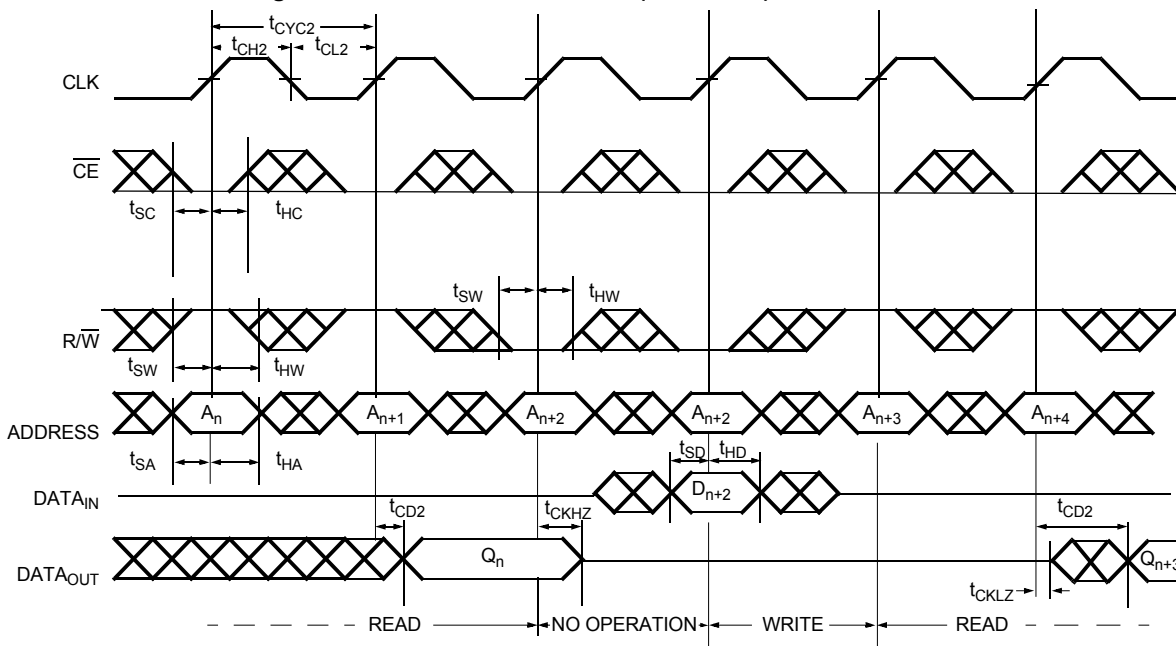 tCYC2
tCH2 tCL2
CLK
CE
tSC tHC
tSW tHW
R/W
tSW tHW
An An+1 An+2 An+2 An+3 An+4
ADDRESS
tSA tHA tSD tHD
DATAIN Dn+2
tCD2 tCKHZ tCD2
DATAOUT Qn Qn+3
tCKLZ
READ NO OPERATION WRITE READ